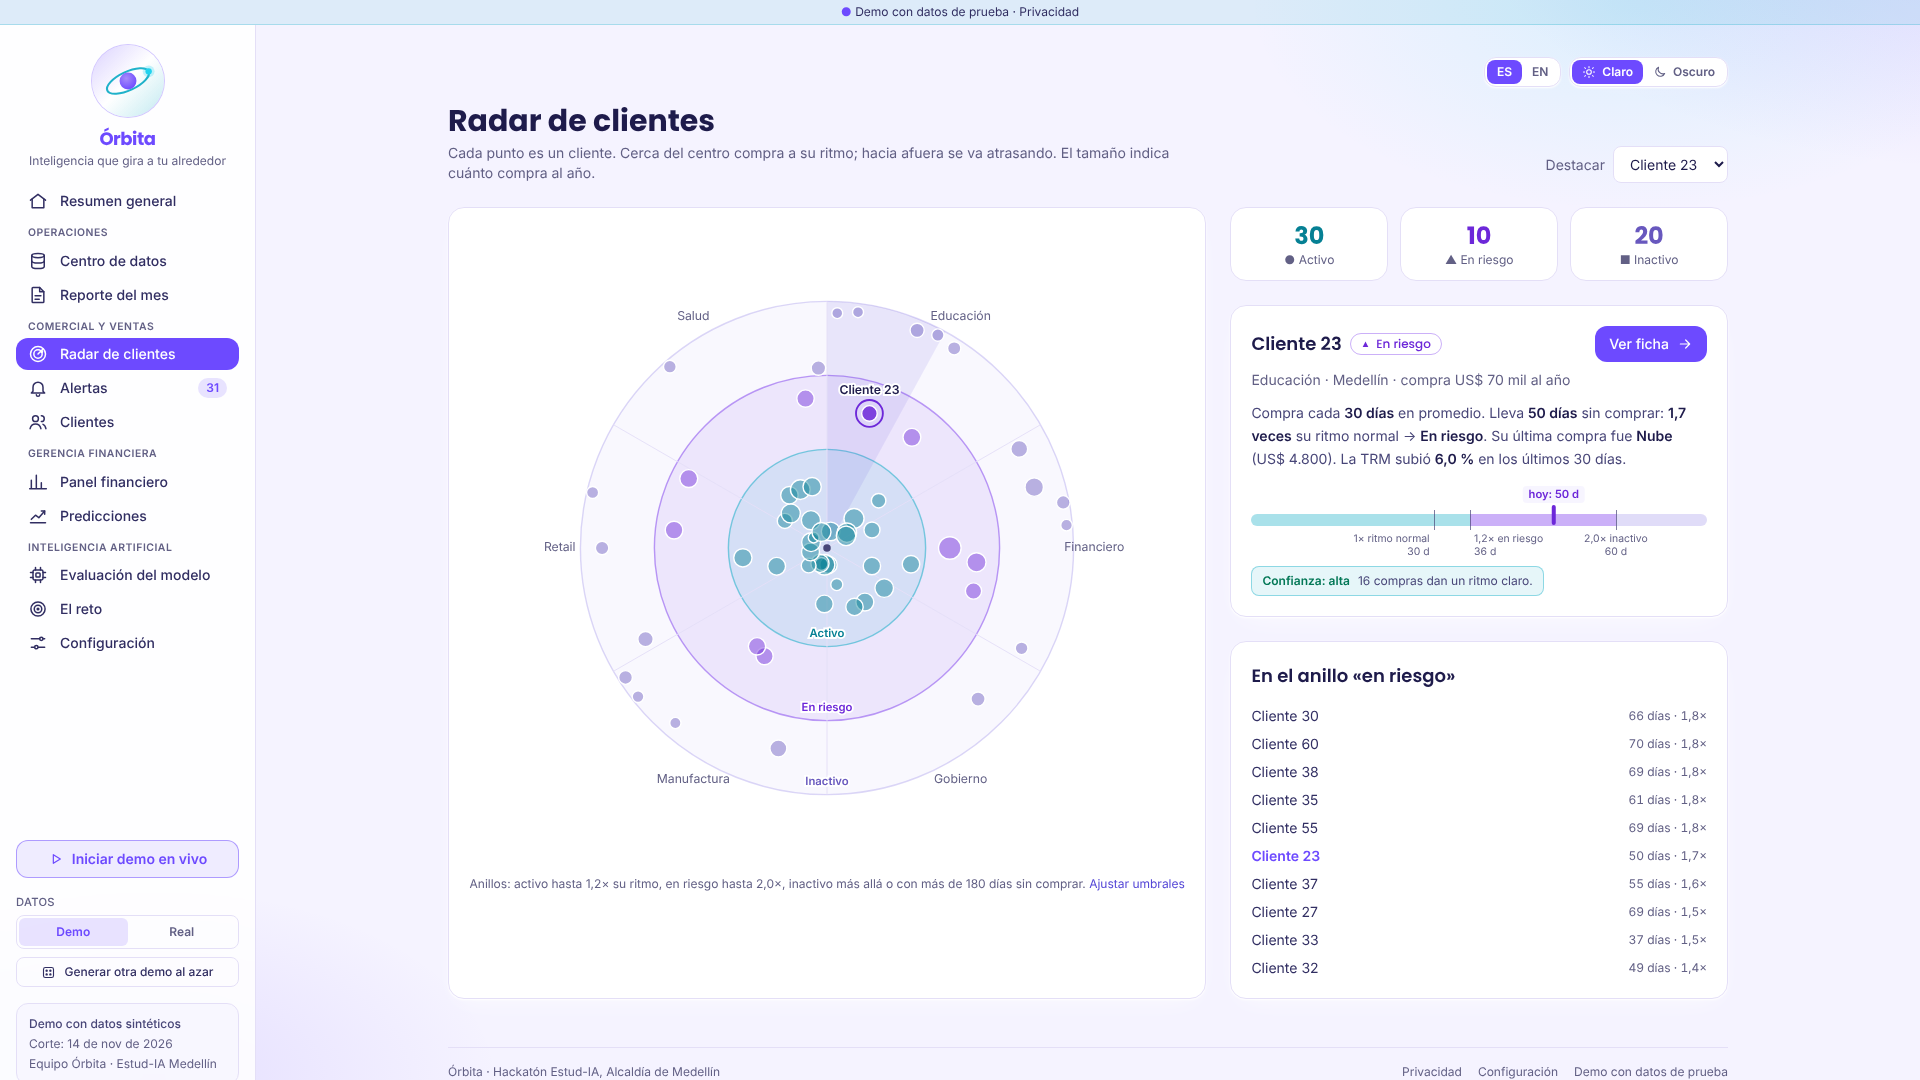 Demo con datos de prueba · Privacidad
Órbita
Inteligencia que gira a tu alrededor
Resumen general
OPERACIONES
Centro de datos
Reporte del mes
COMERCIAL Y VENTAS
Radar de clientes
Alertas 31
Clientes
GERENCIA FINANCIERA
Panel financiero
Predicciones
INTELIGENCIA ARTIFICIAL
Evaluación del modelo
El reto
Configuración
Iniciar demo en vivo
DATOS
Demo Real
Generar otra demo al azar
Demo con datos sintéticos
Corte: 14 de nov de 2026
Equipo Órbita · Estud-IA Medellín
ES EN Claro Oscuro
Radar de clientes
Cada punto es un cliente. Cerca del centro compra a su ritmo; hacia afuera se va atrasando. El tamaño indica
cuánto compra al año.
Destacar Cliente 23
Salud
Educación
Cliente 23
Retail
Financiero
Activo
En riesgo
Manufactura
Inactivo
Gobierno
Anillos: activo hasta 1,2× su ritmo, en riesgo hasta 2,0×, inactivo más allá o con más de 180 días sin comprar. Ajustar umbrales
30
Activo
10
En riesgo
20
Inactivo
Cliente 23 En riesgo Ver ficha →
Educación · Medellín · compra US$ 70 mil al año
Compra cada 30 días en promedio. Lleva 50 días sin comprar: 1,7
veces su ritmo normal → En riesgo. Su última compra fue Nube
(US$ 4.800). La TRM subió 6,0 % en los últimos 30 días.
hoy: 50 d
1× ritmo normal
30 d
1,2× en riesgo
36 d
2,0× inactivo
60 d
Confianza: alta 16 compras dan un ritmo claro.
En el anillo «en riesgo»
Cliente 30 66 días · 1,8×
Cliente 60 70 días · 1,8×
Cliente 38 69 días · 1,8×
Cliente 35 61 días · 1,8×
Cliente 55 69 días · 1,8×
Cliente 23 50 días · 1,7×
Cliente 37 55 días · 1,6×
Cliente 27 69 días · 1,5×
Cliente 33 37 días · 1,5×
Cliente 32 49 días · 1,4×
Órbita · Hackatón Estud-IA, Alcaldía de Medellín
Privacidad Configuración Demo con datos de prueba